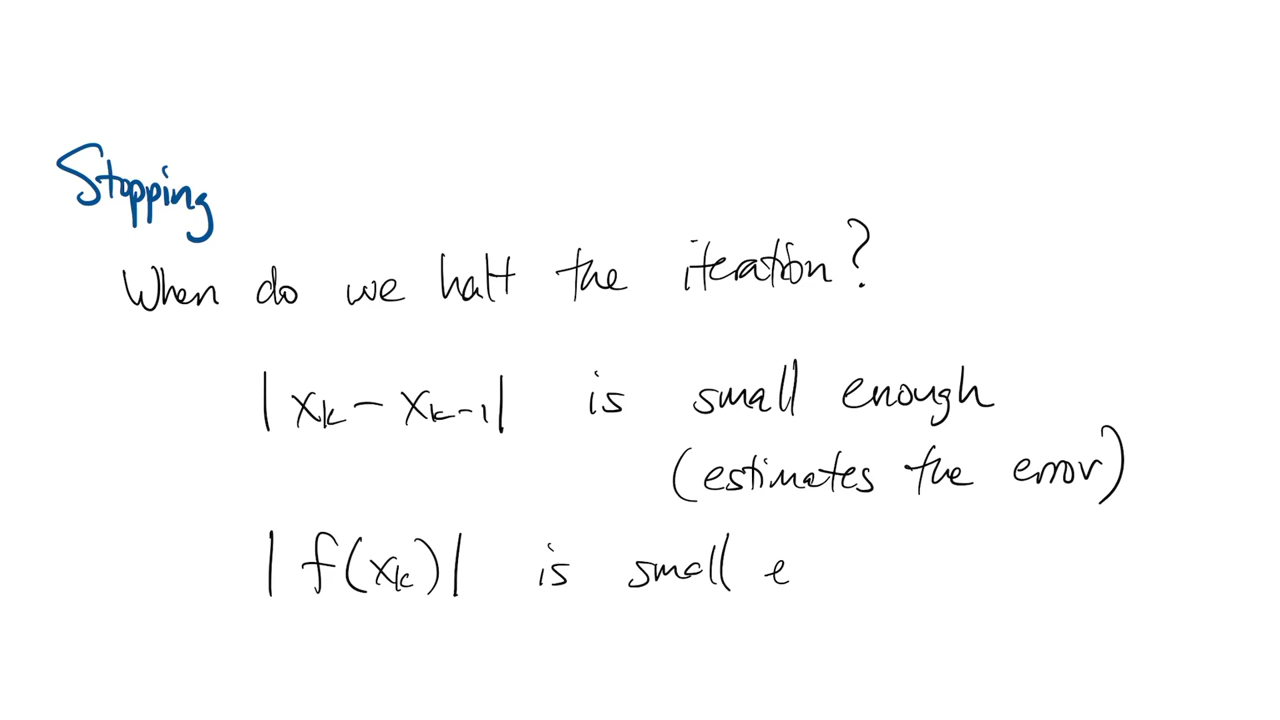 Stopping
When do we halt the iteration?
|xₖ - xₖ₋₁| is small enough
(estimates the error)
|f(xₖ)| is small e